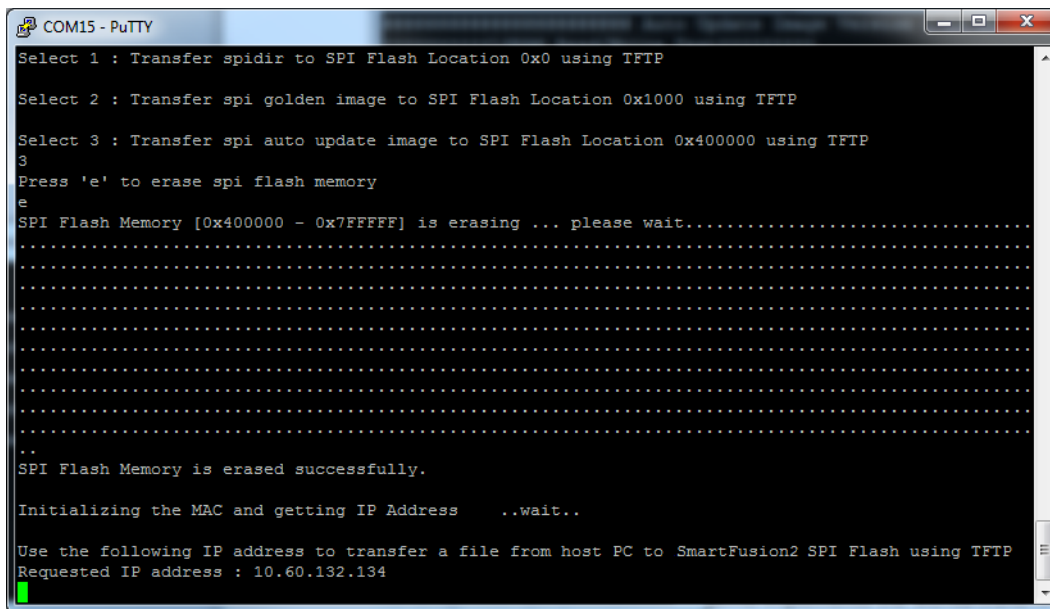 COM15 - PuTTY
Select 1 : Transfer spidir to SPI Flash Location 0x0 using TFTP
Select 2 : Transfer spi golden image to SPI Flash Location 0x1000 using TFTP
Select 3 : Transfer spi auto update image to SPI Flash Location 0x400000 using TFTP
3
Press 'e' to erase spi flash memory
e
SPI Flash Memory [0x400000 - 0x7FFFFF] is erasing ... please wait..................................
...................................................................................................
...................................................................................................
...................................................................................................
...................................................................................................
...................................................................................................
...................................................................................................
...................................................................................................
...................................................................................................
...................................................................................................
...................................................................................................
..
SPI Flash Memory is erased successfully.
Initializing the MAC and getting IP Address    ..wait..
Use the following IP address to transfer a file from host PC to SmartFusion2 SPI Flash using TFTP
Requested IP address : 10.60.132.134